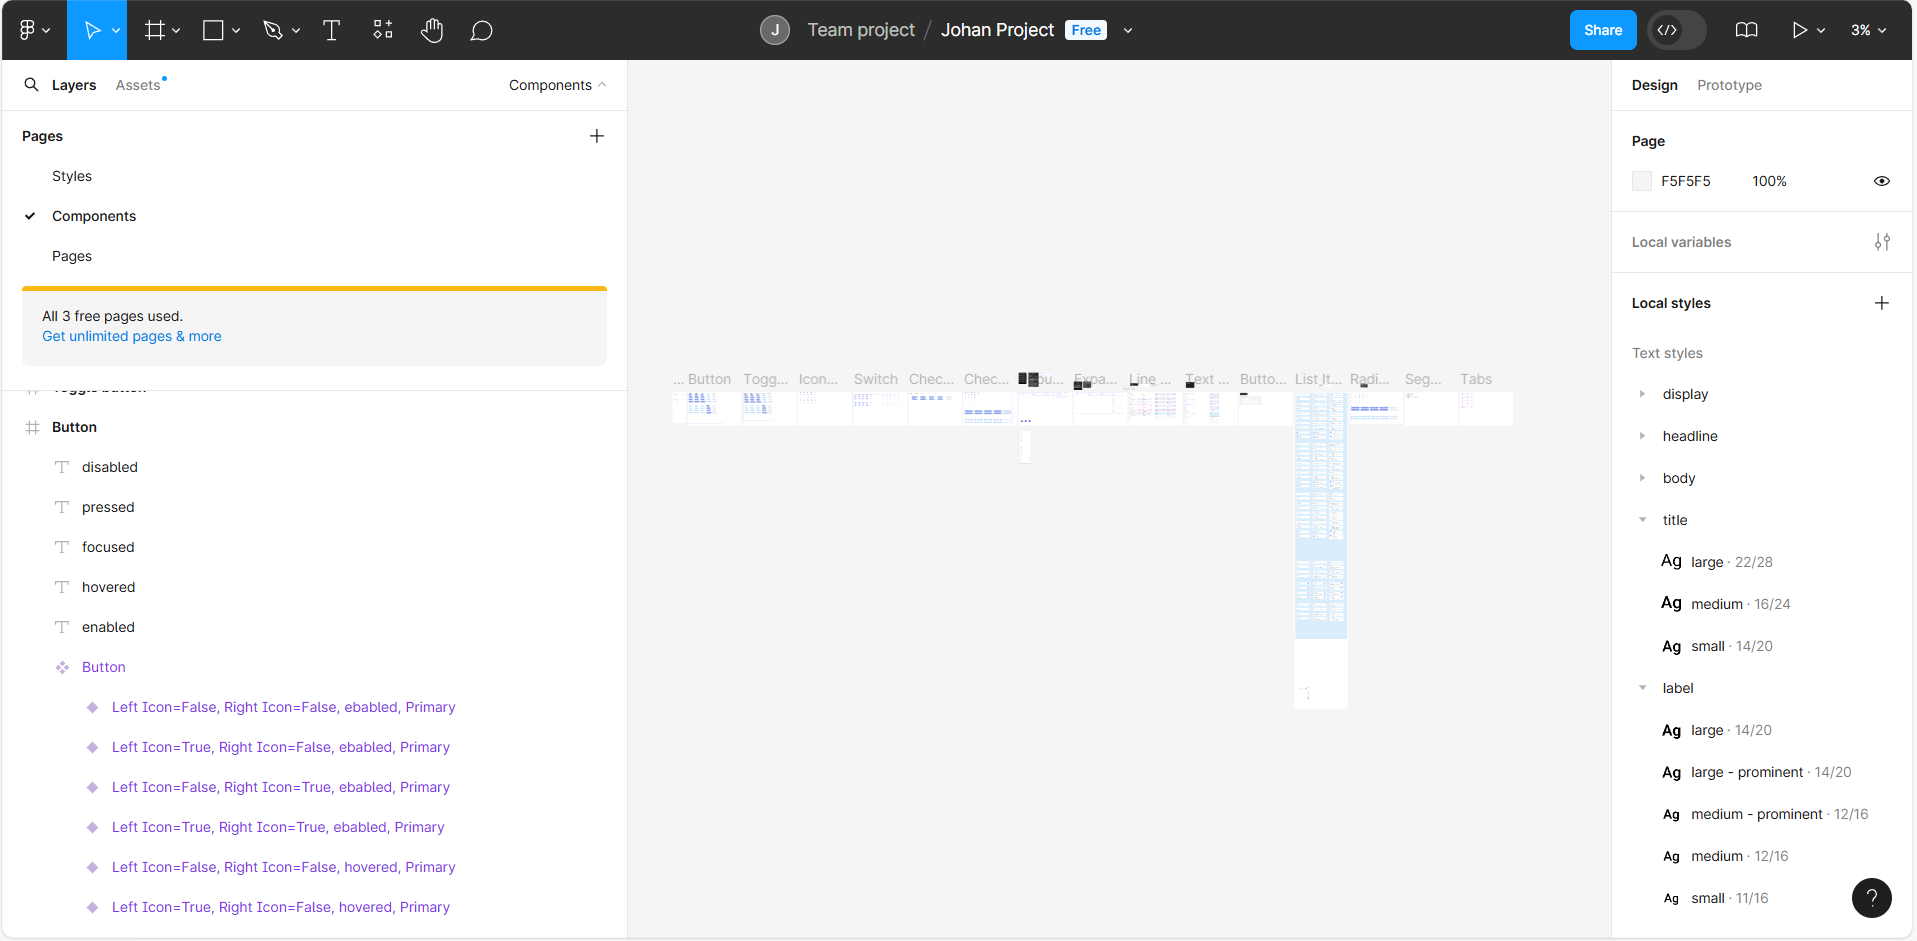 J Team project / Johan Project Free
Share
3%
Layers Assets Components
Pages
Styles
Components
Pages
All 3 free pages used.
Get unlimited pages & more
Toggle button
Button
disabled
pressed
focused
hovered
enabled
Button
Left Icon=False, Right Icon=False, ebabled, Primary
Left Icon=True, Right Icon=False, ebabled, Primary
Left Icon=False, Right Icon=True, ebabled, Primary
Left Icon=True, Right Icon=True, ebabled, Primary
Left Icon=False, Right Icon=False, hovered, Primary
Left Icon=True, Right Icon=False, hovered, Primary
... Button Togg... Icon... Switch Chec... Chec... Expa... Line ... Text ... Butto... List_It... Radi... Seg... Tabs
Design Prototype
Page
F5F5F5 100%
Local variables
Local styles
Text styles
display
headline
body
title
Ag large · 22/28
Ag medium · 16/24
Ag small · 14/20
label
Ag large · 14/20
Ag large - prominent · 14/20
Ag medium - prominent · 12/16
Ag medium · 12/16
Ag small · 11/16
?